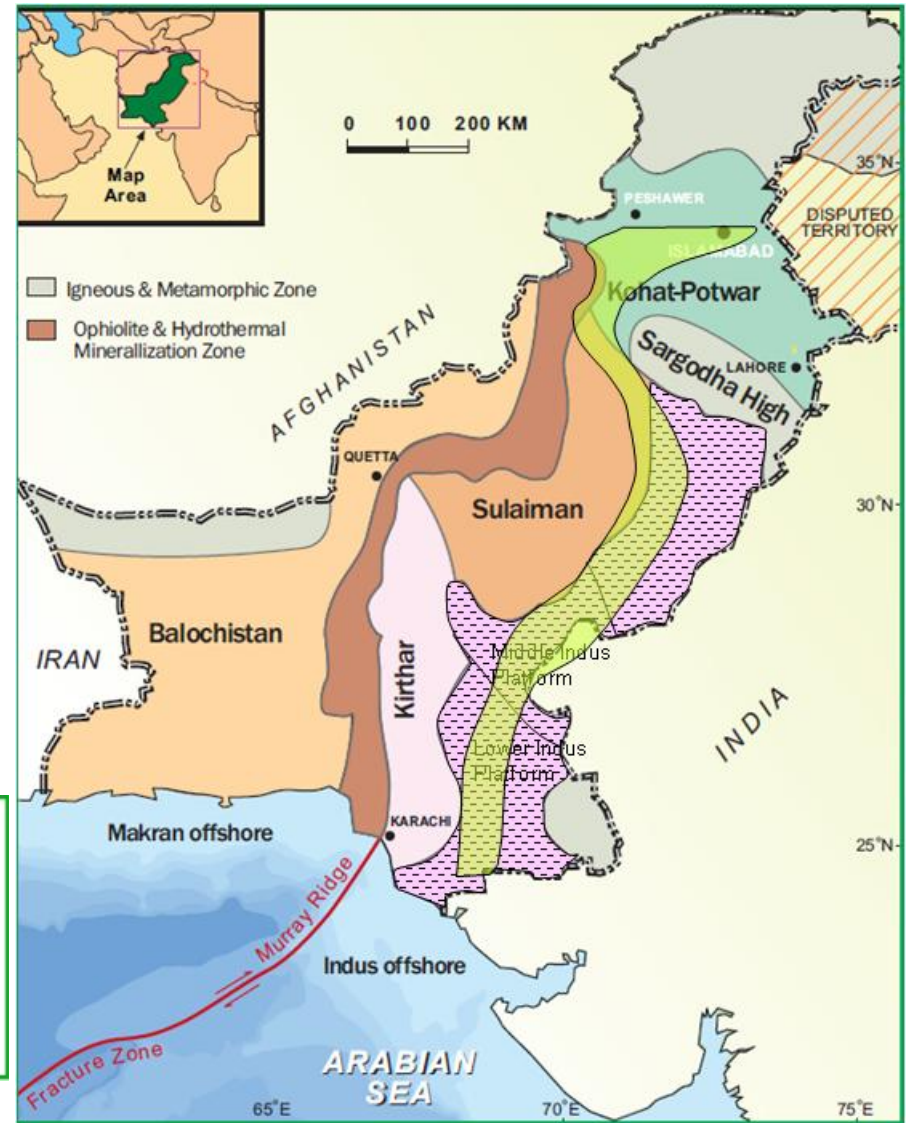 Map
Area
0 100 200 KM
35°N
PESHAWER
DISPUTED
TERRITORY
ISLAMABAD
Igneous & Metamorphic Zone
Kohat-Potwar
Ophiolite & Hydrothermal
Minerallization Zone
AFGHANISTAN
Sargodha High
LAHORE
QUETTA
30°N
Sulaiman
Balochistan
IRAN
Kirthar
Middle Indus
Platform
INDIA
Lower Indus
Platform
KARACHI
Makran offshore
25°N
Murray Ridge
Indus offshore
Fracture Zone
ARABIAN
SEA
65°E
70°E
75°E